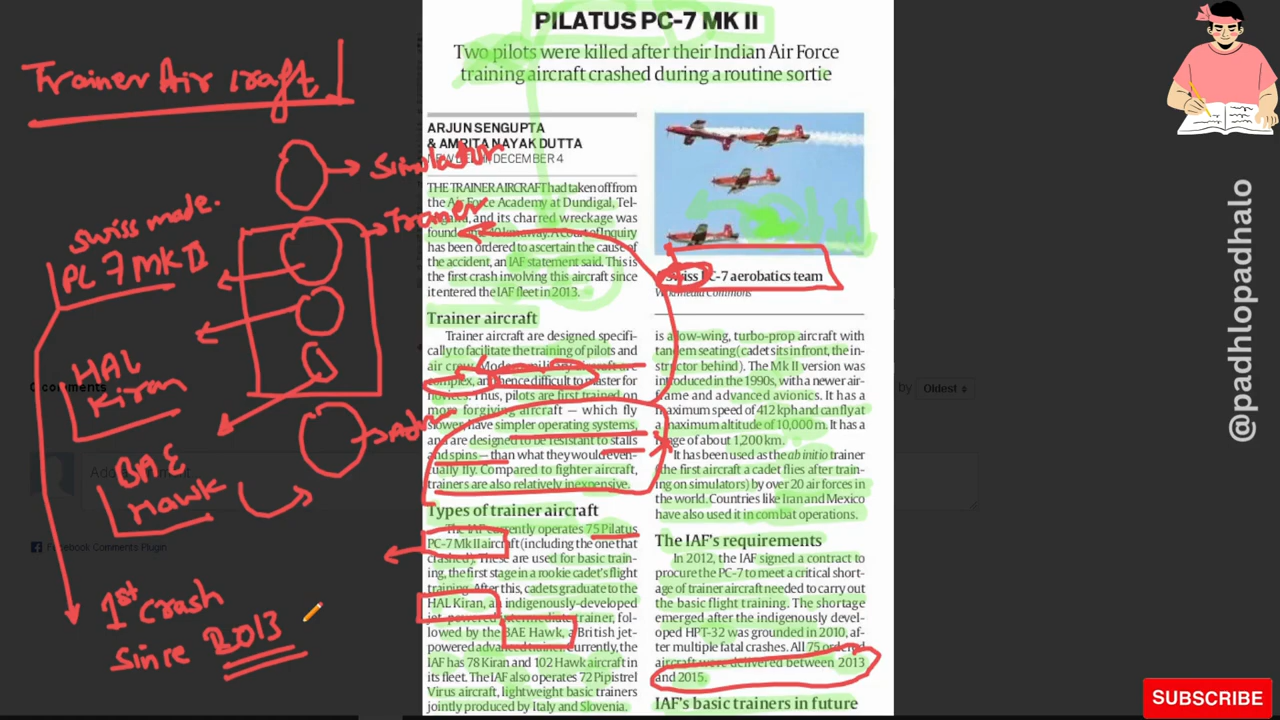 PILATUS PC-7 MK II
Two pilots were killed after their Indian Air Force
training aircraft crashed during a routine sortie
ARJUN SENGUPTA
& AMRITA NAYAK DUTTA
NEW DELHI, DECEMBER 4
THE TRAINER AIRCRAFT had taken off from
the Air Force Academy at Dundigal, Tel-
and its charred wreckage was
found
A Court of Inquiry
has been ordered to ascertain the cause of
the accident, an IAF statement said. This is
the first crash involving this aircraft since
it entered the IAF fleet in 2013.
Trainer aircraft
Trainer aircraft are designed specifi-
cally to facilitate the training of pilots and
air crew. Modern military aircraft are
complex, and hence difficult to master for
novices. Thus, pilots are first trained on
more forgiving aircraft — which fly
slower, have simpler operating systems,
and are designed to be resistant to stalls
and spins — than what they would even-
tually fly. Compared to fighter aircraft,
trainers are also relatively inexpensive.
Types of trainer aircraft
The IAF currently operates 75 Pilatus
PC-7 Mk II aircraft (including the one that
crashed). These are used for basic train-
ing, the first stage in a rookie cadet's flight
training. After this, cadets graduate to the
HAL Kiran, an indigenously-developed
jet-powered intermediate trainer, fol-
lowed by the BAE Hawk, a British jet-
powered advanced trainer. Currently, the
IAF has 78 Kiran and 102 Hawk aircraft in
its fleet. The IAF also operates 72 Pipistrel
Virus aircraft, lightweight basic trainers
jointly produced by Italy and Slovenia.
Swiss PC-7 aerobatics team
Wikimedia Commons
is a low-wing, turbo-prop aircraft with
tandem seating (cadet sits in front, the in-
structor behind). The Mk II version was
introduced in the 1990s, with a newer air-
frame and advanced avionics. It has a
maximum speed of 412 kph and can fly at
a maximum altitude of 10,000 m. It has a
range of about 1,200 km.
It has been used as the ab initio trainer
(the first aircraft a cadet flies after train-
ing on simulators) by over 20 air forces in
the world. Countries like Iran and Mexico
have also used it in combat operations.
The IAF's requirements
In 2012, the IAF signed a contract to
procure the PC-7 to meet a critical short-
age of trainer aircraft needed to carry out
the basic flight training. The shortage
emerged after the indigenously devel-
oped HPT-32 was grounded in 2010, af-
ter multiple fatal crashes. All 75 ordered
aircraft were delivered between 2013
and 2015.
IAF's basic trainers in future
Trainer Air craft
Simulator
Trainer
swiss made.
PC 7 MK II
HAL
Kiran
BAE
Hawk
1st crash
since 2013
comments
by Oldest
Facebook Comments Plugin
@padhlopadhalo
SUBSCRIBE